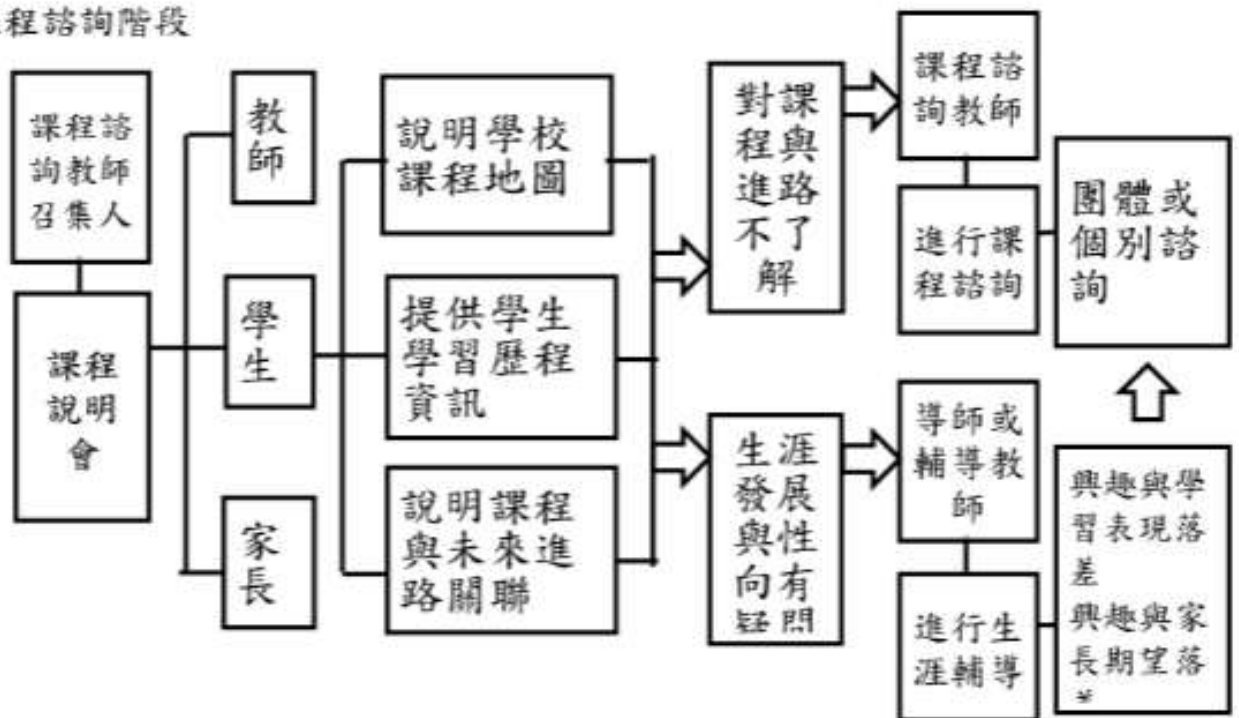 程諮詢階段
課程諮
詢教師
召集人
課程
說明
會
教
師
學
生
家
長
說明學校
課程地圖
提供學生
學習歷程
資訊
說明課程
與未來進
路關聯
對課
程與
進路
不了
解
生涯
發展
與性
向有
疑問
課程諮
詢教師
進行課
程諮詢
團體或
個別諮
詢
導師或
輔導教
師
進行生
涯輔導
興趣與學
習表現落
差
興趣與家
長期望落